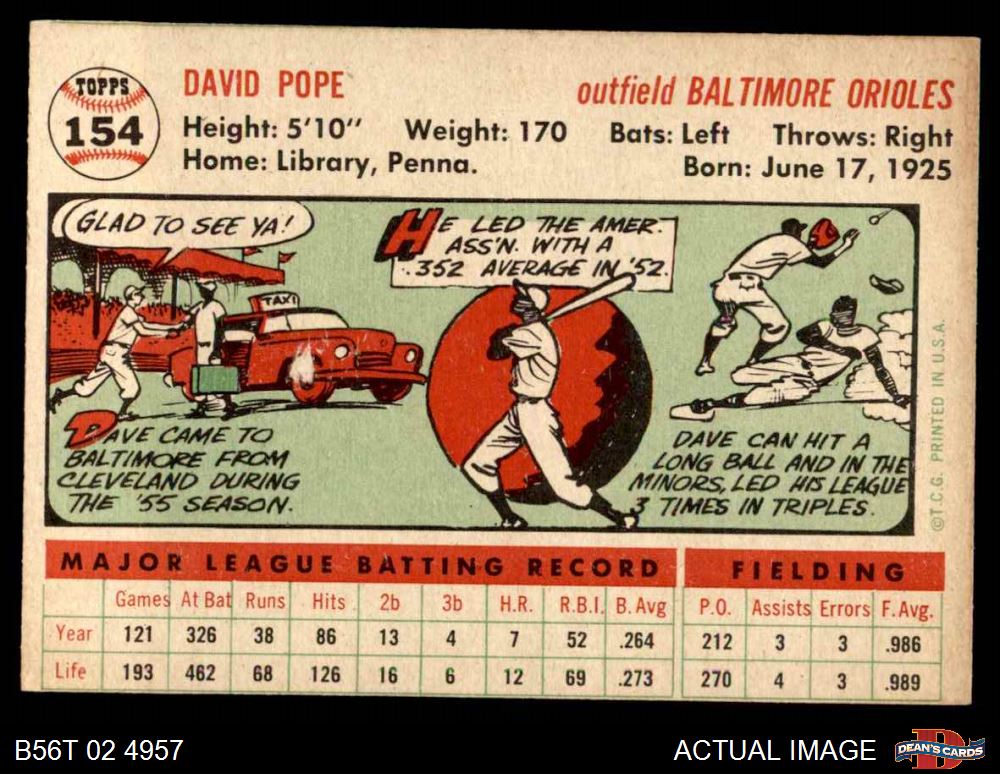 TOPPS
154
DAVID POPE
outfield BALTIMORE ORIOLES
Height: 5'10" Weight: 170 Bats: Left Throws: Right
Home: Library, Penna. Born: June 17, 1925
GLAD TO SEE YA!
TAXI
DAVE CAME TO
BALTIMORE FROM
CLEVELAND DURING
THE '55 SEASON.
HE LED THE AMER.
ASS'N. WITH A
.352 AVERAGE IN '52.
DAVE CAN HIT A
LONG BALL AND IN THE
MINORS, LED HIS LEAGUE
3 TIMES IN TRIPLES.
©T.C.G. PRINTED IN U.S.A.
MAJOR LEAGUE BATTING RECORD FIELDING
Games At Bat Runs Hits 2b 3b H.R. R.B.I. B. Avg P.O. Assists Errors F. Avg.
Year 121 326 38 86 13 4 7 52 .264 212 3 3 .986
Life 193 462 68 126 16 6 12 69 .273 270 4 3 .989
B56T 02 4957
ACTUAL IMAGE
D
DEAN'S CARDS